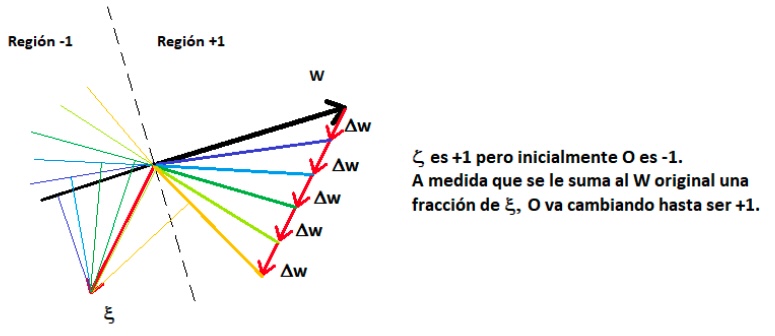 Región -1
Región +1
W
Δw
Δw
Δw
Δw
Δw
ξ
ζ es +1 pero inicialmente O es -1.
A medida que se le suma al W original una
fracción de ξ, O va cambiando hasta ser +1.